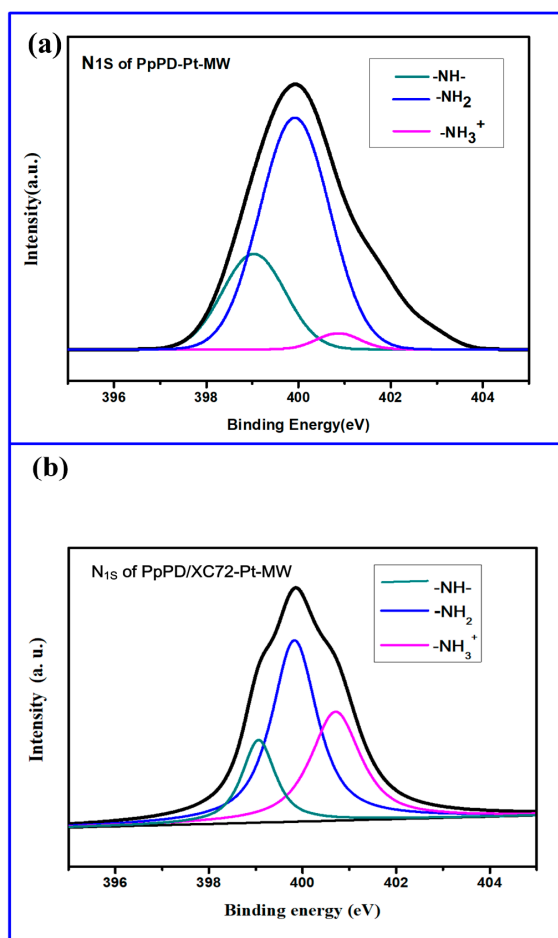 (a)
N1S of PpPD-Pt-MW
-NH-
-NH2
-NH3+
Intensity(a.u.)
396 398 400 402 404
Binding Energy(eV)
(b)
N1S of PpPD/XC72-Pt-MW
-NH-
-NH2
-NH3+
Intensity (a. u.)
396 398 400 402 404
Binding energy (eV)